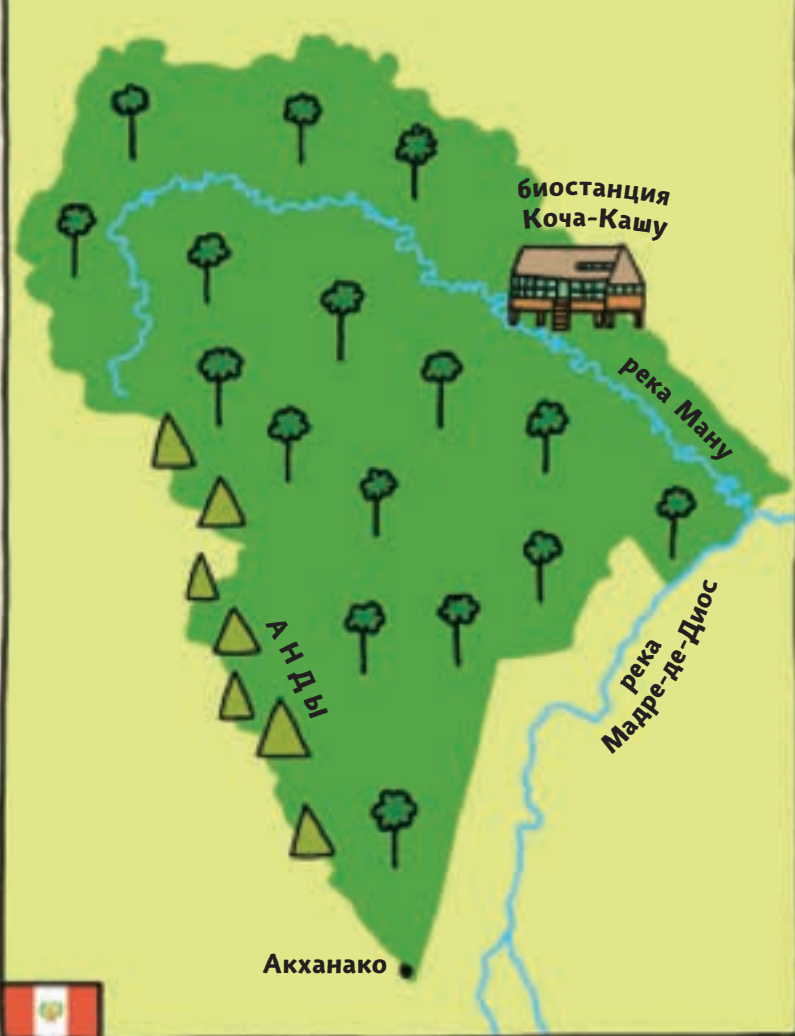 биостанция
Коча-Кашу
река Ману
АНДЫ
река
Мадре-де-Диос
Акханако